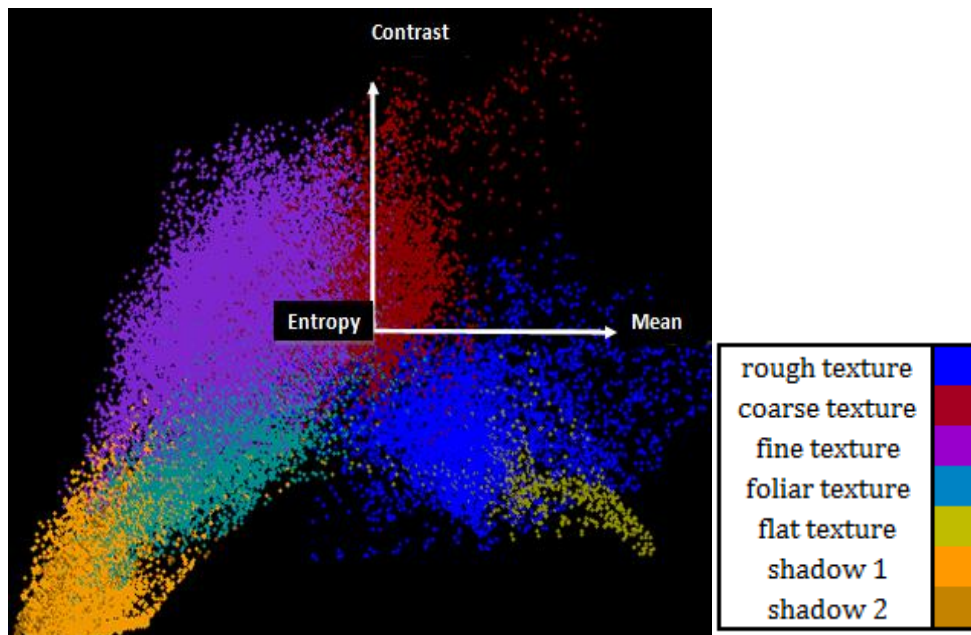 Contrast
Entropy
Mean
rough texture
coarse texture
fine texture
foliar texture
flat texture
shadow 1
shadow 2